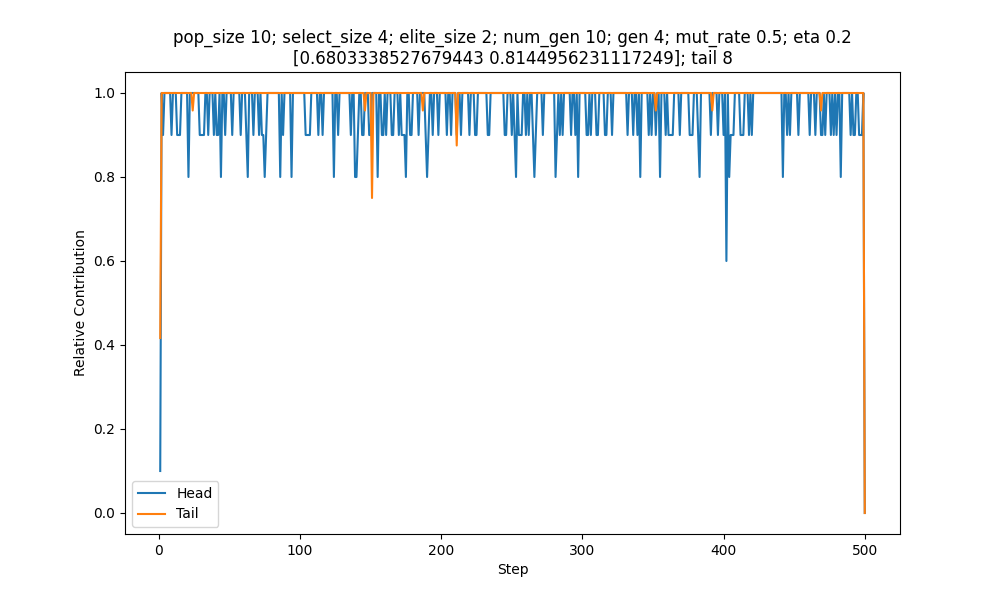 pop_size 10; select_size 4; elite_size 2; num_gen 10; gen 4; mut_rate 0.5; eta 0.2
[0.6803338527679443 0.8144956231117249]; tail 8
1.0
0.8
0.6
0.4
0.2
0.0
Relative Contribution
Head
Tail
0
100
200
300
400
500
Step